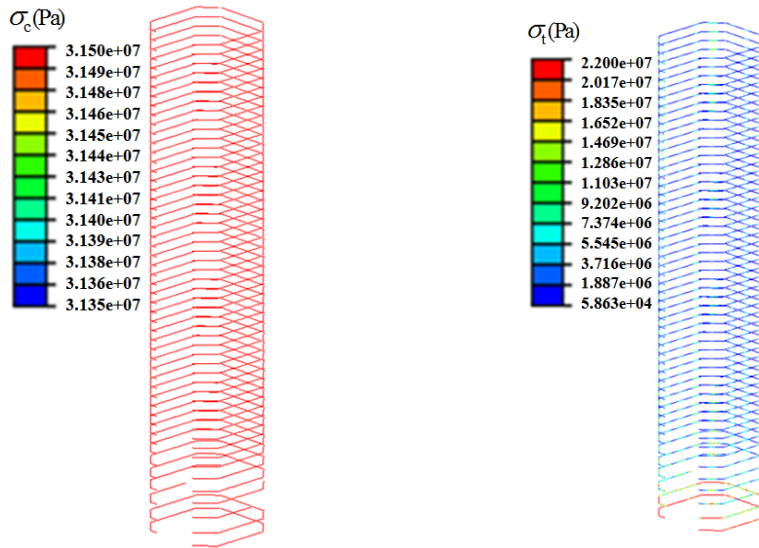 σc(Pa)
3.150e+07
3.149e+07
3.148e+07
3.146e+07
3.145e+07
3.144e+07
3.143e+07
3.141e+07
3.140e+07
3.139e+07
3.138e+07
3.136e+07
3.135e+07
σt(Pa)
2.200e+07
2.017e+07
1.835e+07
1.652e+07
1.469e+07
1.286e+07
1.103e+07
9.202e+06
7.374e+06
5.545e+06
3.716e+06
1.887e+06
5.863e+04